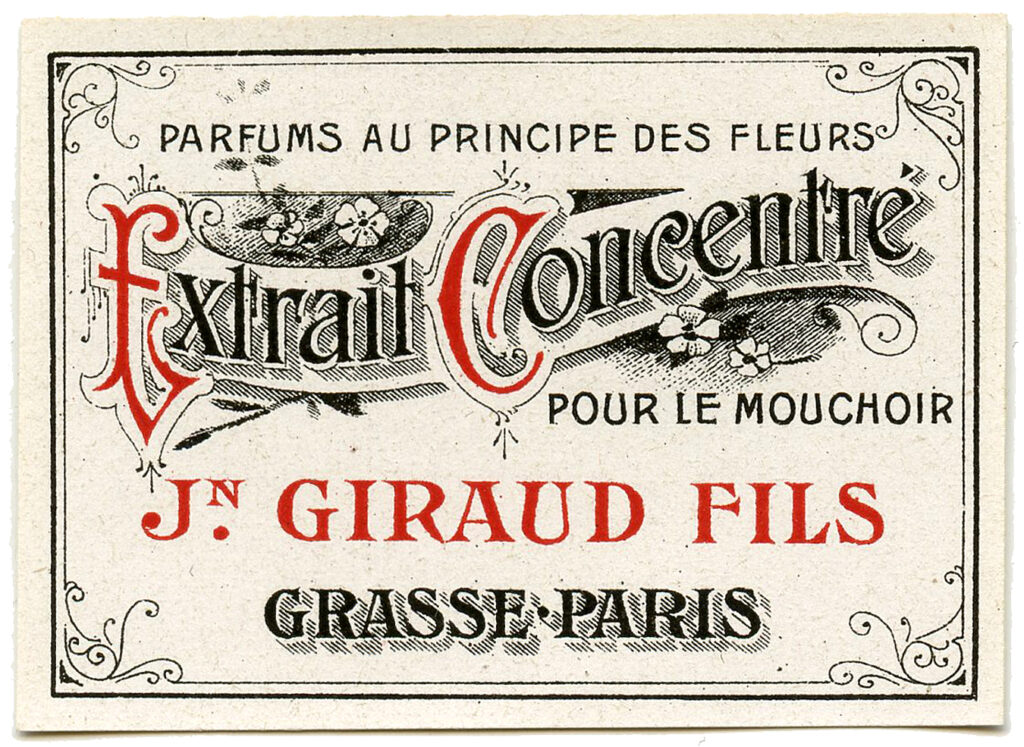 PARFUMS AU PRINCIPE DES FLEURS
Extrait Concentré
POUR LE MOUCHOIR
JN. GIRAUD FILS
GRASSE·PARIS